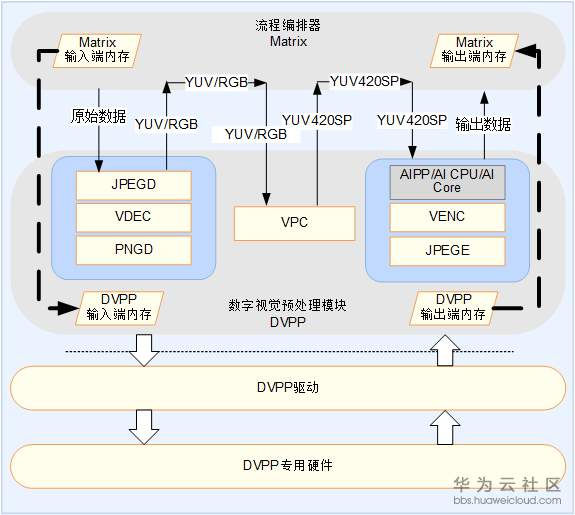 流程编排器
Matrix
Matrix
输入端内存
Matrix
输出端内存
原始数据
YUV/RGB
YUV/RGB
YUV/RGB
YUV420SP
YUV420SP
YUV420SP
输出数据
JPEGD
VDEC
PNGD
VPC
AIPP/AI CPU/AI
Core
VENC
JPEGE
DVPP
输入端内存
数字视觉预处理模块
DVPP
DVPP
输出端内存
DVPP驱动
DVPP专用硬件
华为云社区
bbs.huaweicloud.com